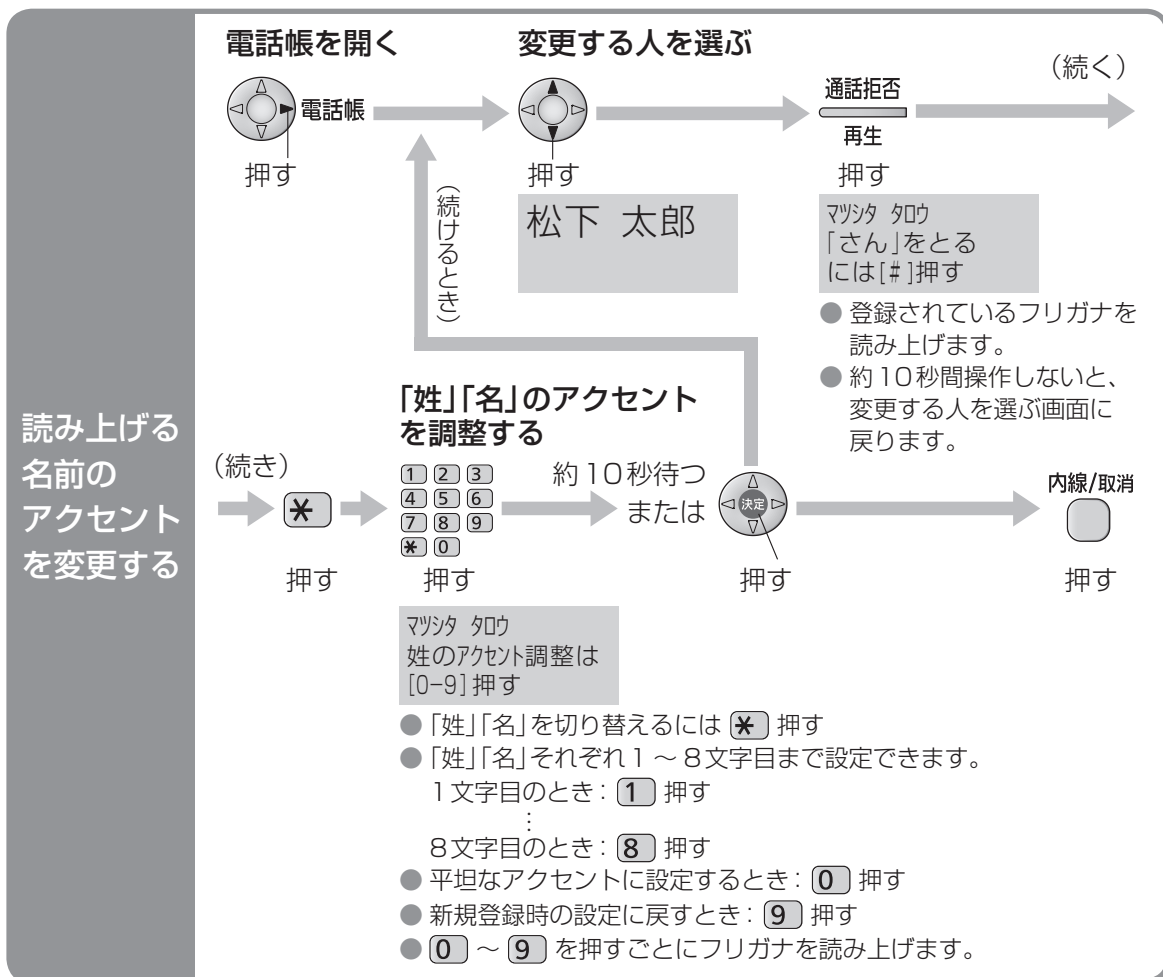 読み上げる
名前の
アクセント
を変更する
電話帳を開く
電話帳
押す
変更する人を選ぶ
押す
松下 太郎
(続く)
通話拒否
再生
押す
マツシタ タロウ
「さん」をとる
には[#]押す
● 登録されているフリガナを
読み上げます。
● 約10秒間操作しないと、
変更する人を選ぶ画面に
戻ります。
(続けるとき)
(続き)
*
押す
「姓」「名」のアクセント
を調整する
1 2 3
4 5 6
7 8 9
* 0
押す
約10秒待つ
または
決定
押す
内線/取消
押す
マツシタ タロウ
姓のアクセント調整は
[0-9]押す
● 「姓」「名」を切り替えるには * 押す
● 「姓」「名」それぞれ1~8文字目まで設定できます。
1文字目のとき: 1 押す
⋮
8文字目のとき: 8 押す
● 平坦なアクセントに設定するとき: 0 押す
● 新規登録時の設定に戻すとき: 9 押す
● 0 ~ 9 を押すごとにフリガナを読み上げます。